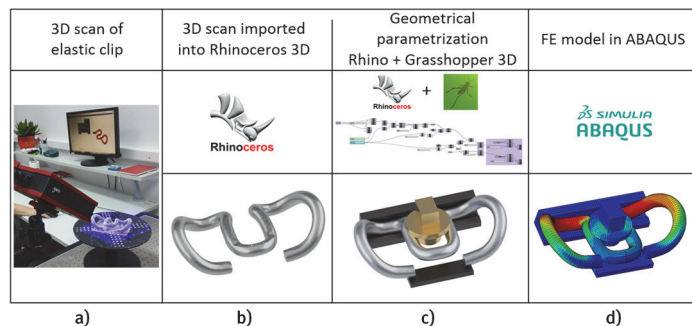 3D scan of
elastic clip
3D scan imported
into Rhinoceros 3D
Geometrical
parametrization
Rhino + Grasshopper 3D
FE model in ABAQUS
Rhinoceros
Rhinoceros
+
SIMULIA
ABAQUS
a)
b)
c)
d)